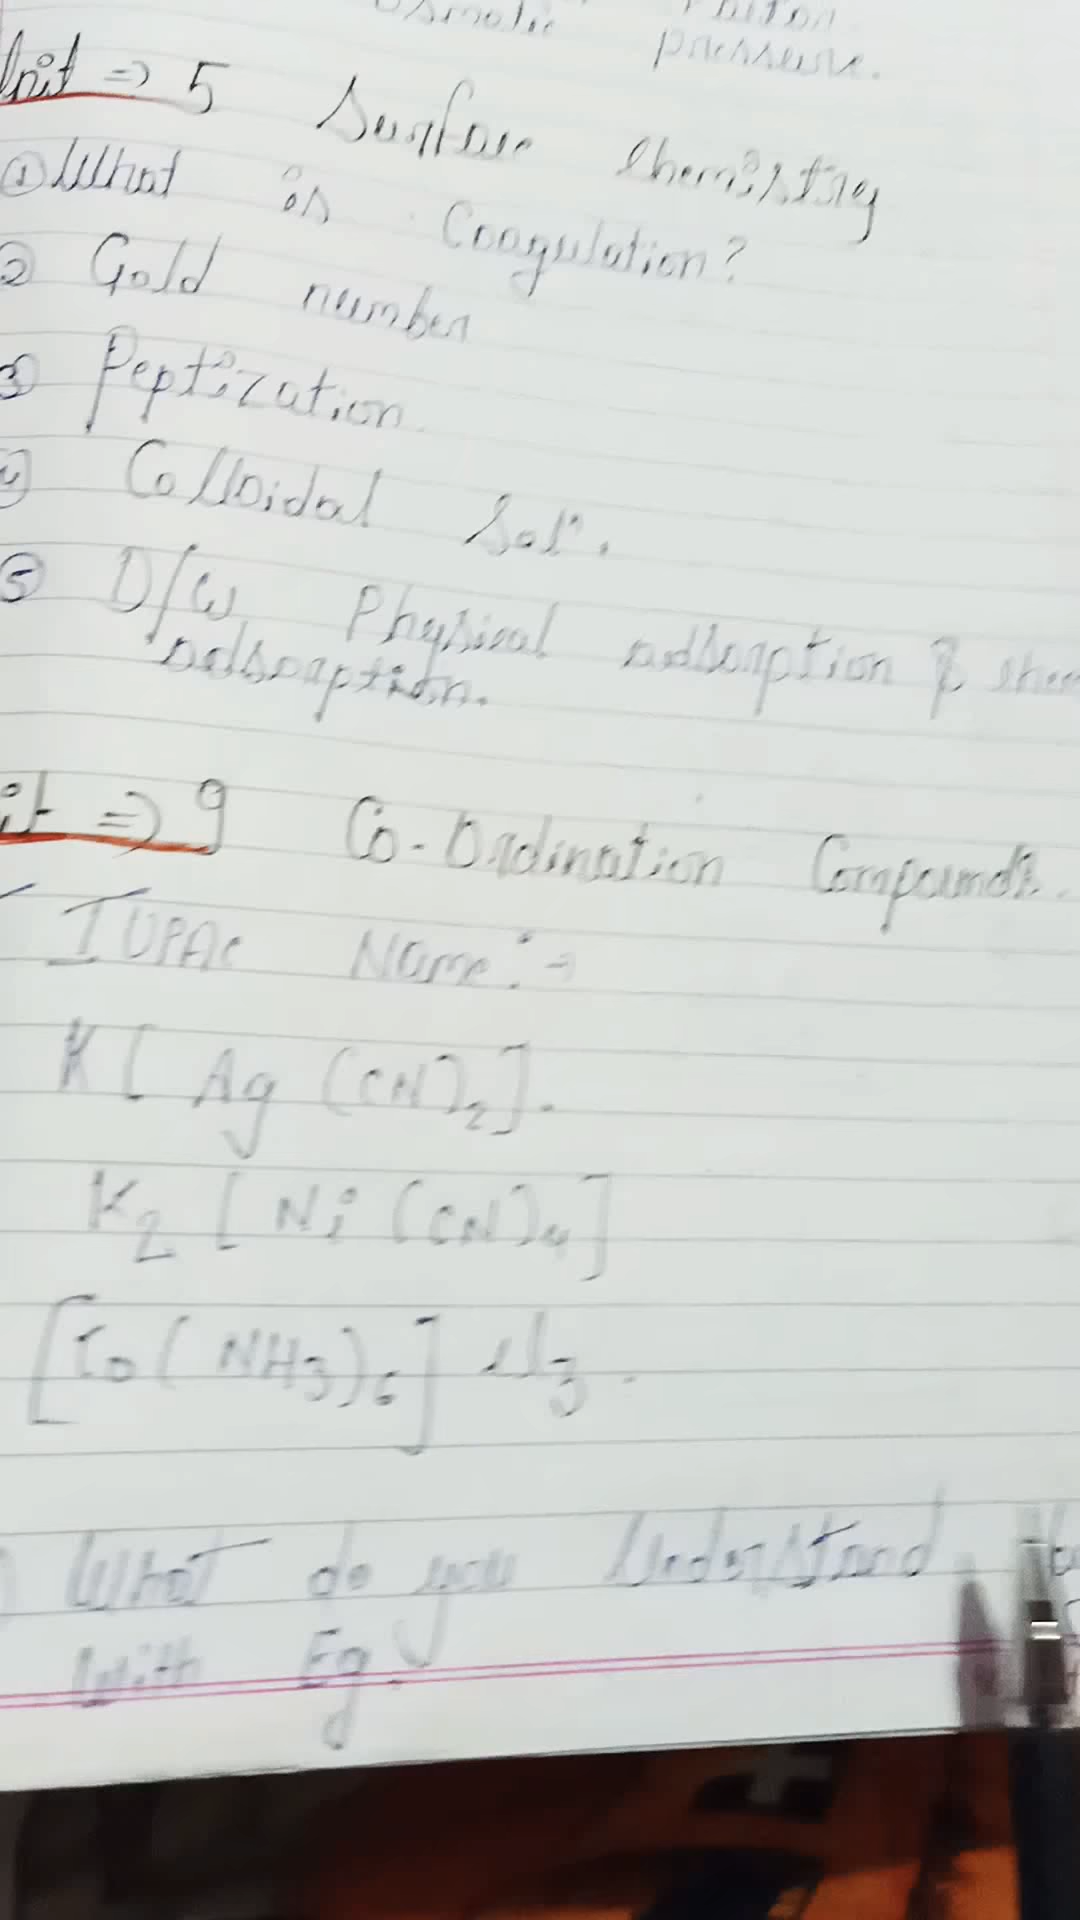 Osmotic
pressure.
Unit => 5 Surface Chemistry
① What is Coagulation?
② Gold number
③ Peptization.
④ Colloidal Solⁿ.
⑤ D/w Physical adsorption &
adsorption.
=> 9 Co-Ordination Compounds.
IUPAC Name :-
K[Ag(CN)2].
K2[Ni(CN)4]
[Co(NH3)6]Cl3.
What do you Understand
with Eg.